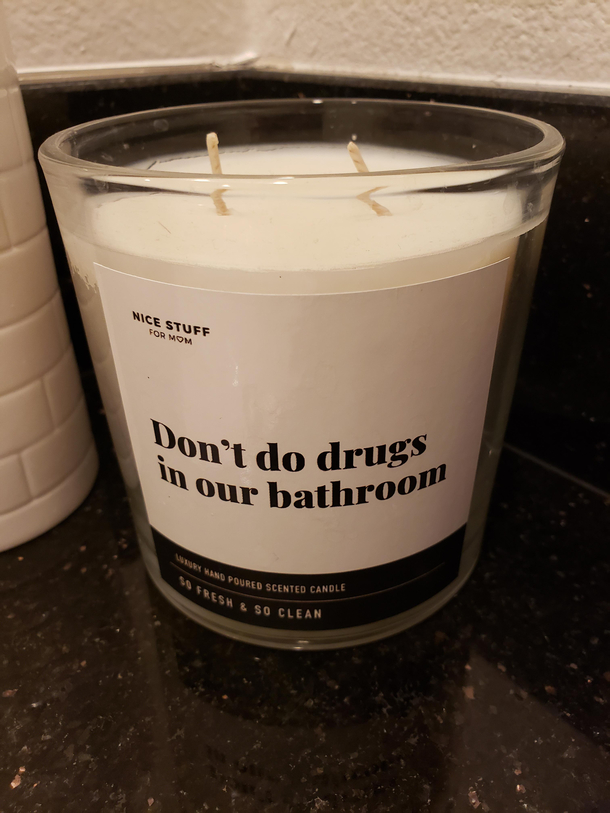 NICE STUFF
FOR MOM
Don't do drugs
in our bathroom
LUXURY HAND POURED SCENTED CANDLE
SO FRESH & SO CLEAN